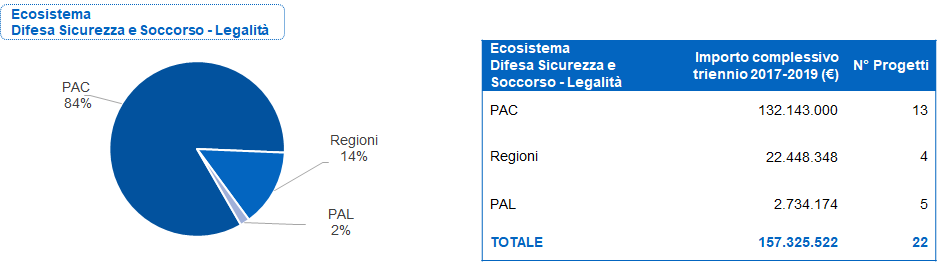 Ecosistema
Difesa Sicurezza e Soccorso - Legalità
PAC
84%
Regioni
14%
PAL
2%
Ecosistema
Difesa Sicurezza e
Soccorso - Legalità
Importo complessivo
triennio 2017-2019 (€)
N° Progetti
PAC 132.143.000 13
Regioni 22.448.348 4
PAL 2.734.174 5
TOTALE 157.325.522 22